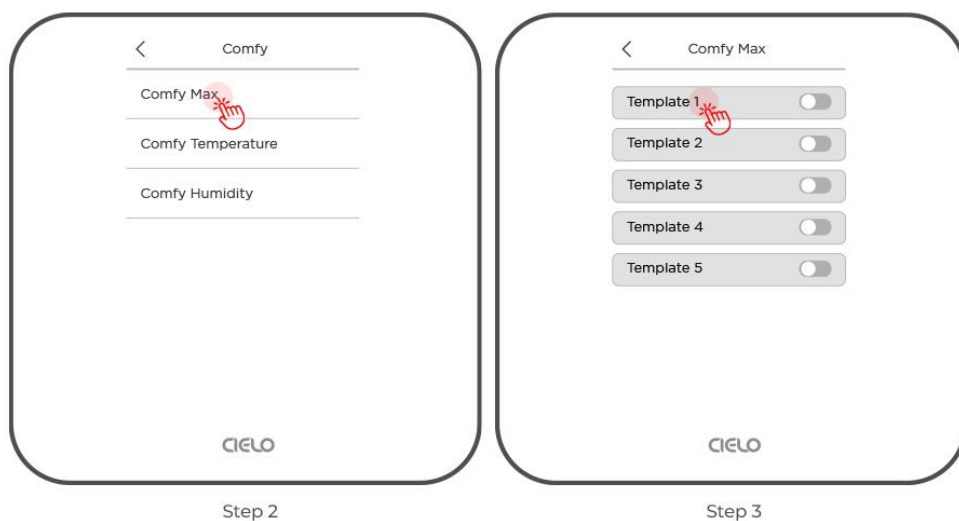 Comfy
Comfy Max
Comfy Temperature
Comfy Humidity
CIELO
Step 2
Comfy Max
Template 1
Template 2
Template 3
Template 4
Template 5
CIELO
Step 3